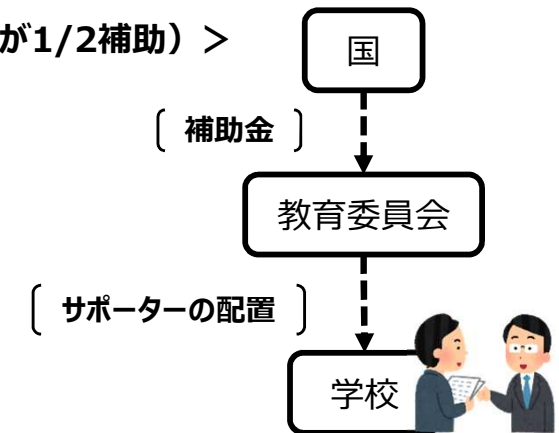 が1/2補助）＞
国
〔 補助金 〕
教育委員会
〔 サポーターの配置 〕
学校